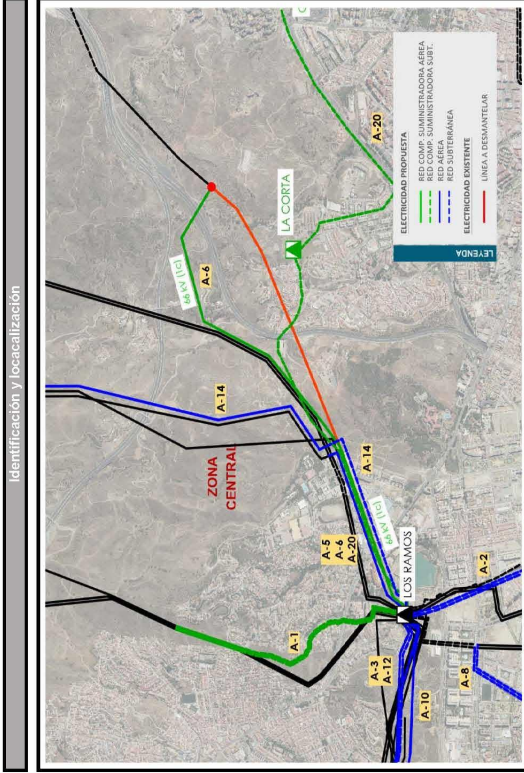 Identificación y locacalización
C
A-20
LA CORTA
66 kV (1C)
A-6
A-14
ZONA
CENTRAL
A-14
66 kV (1C)
A-5
A-6
A-20
LOS RAMOS
A-2
A-1
A-3
A-12
A-10
A-8
LEYENDA
ELECTRICIDAD PROPUESTA
RED COMP. SUMINISTRADORA AÉREA
RED COMP. SUMINISTRADORA SUBT.
RED AÉREA
RED SUBTERRÁNEA
ELECTRICIDAD EXISTENTE
LÍNEA A DESMANTELAR